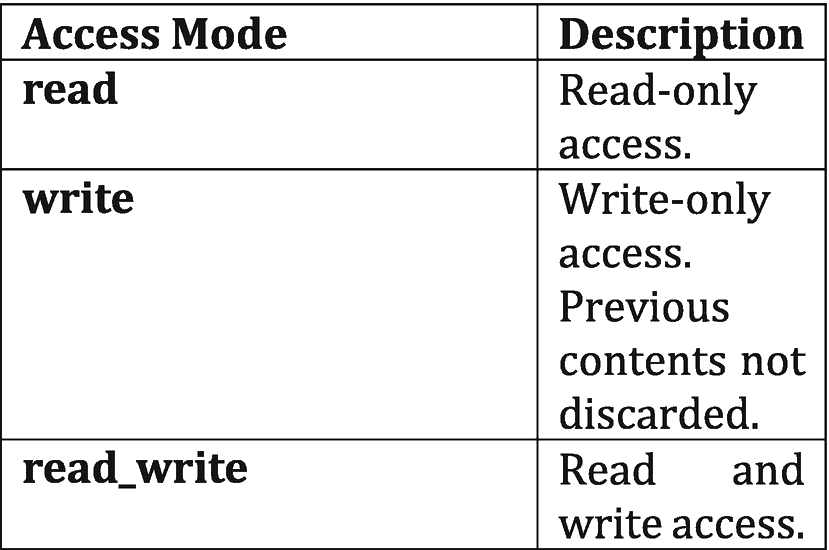 Access Mode Description
read Read-only
access.
write Write-only
access.
Previous
contents not
discarded.
read_write Read and
write access.